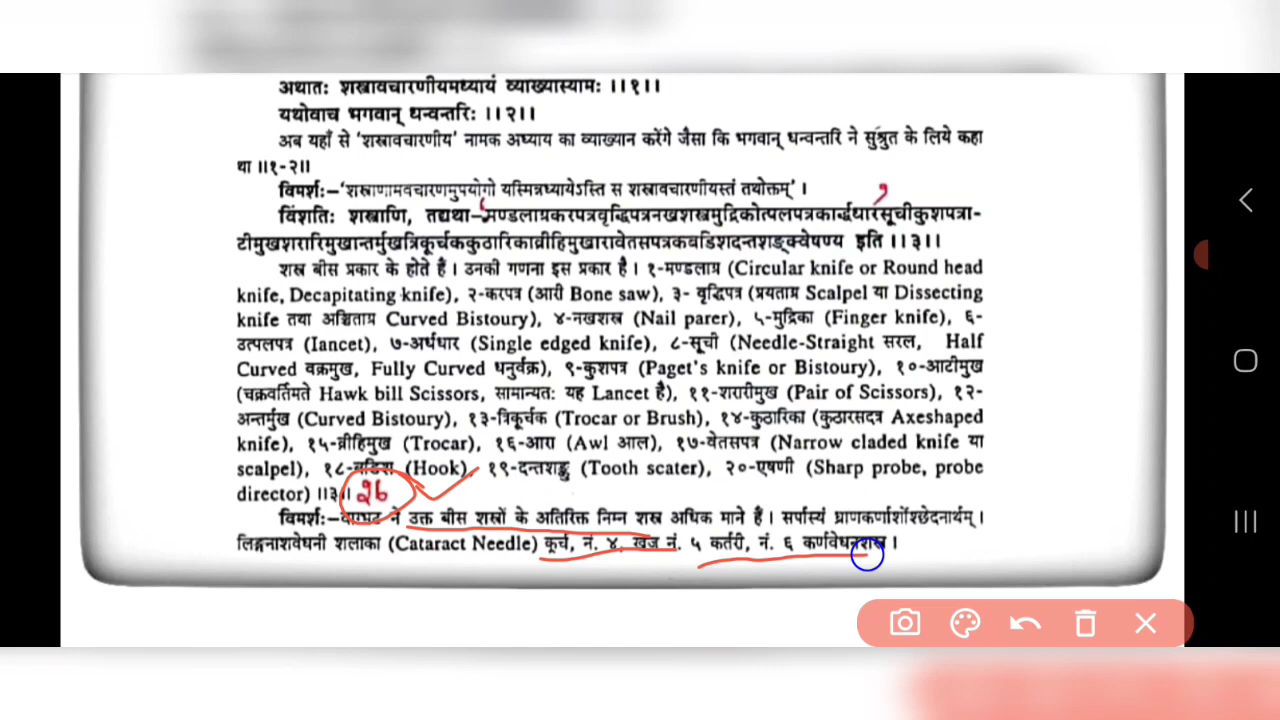 अथातः शस्त्रावचारणीयमध्यायं व्याख्यास्यामः ।।१।।
यथोवाच भगवान् धन्वन्तरिः ।।२।।
अब यहाँ से 'शस्त्रावचारणीय' नामक अध्याय का व्याख्यान करेंगे जैसा कि भगवान् धन्वन्तरि ने सुश्रुत के लिये कहा
था ।।१-२।।
विमर्शः-'शस्त्राणामवचारणमुपयोगो यस्मिन्नध्यायेऽस्ति स शस्त्रावचारणीयस्तं तथोक्तम्' ।
विंशतिः शस्त्राणि, तद्यथा-मण्डलाग्रकरपत्रवृद्धिपत्रनखशस्त्रमुद्रिकोत्पलपत्रकार्द्धधारसूचीकुशपत्रा-
टीमुखशरारिमुखान्तर्मुखत्रिकूर्चककुठारिकाव्रीहिमुखारावेतसपत्रकबडिशदन्तशङ्क्वेषण्य इति ।।३।।
शस्त्र बीस प्रकार के होते हैं । उनकी गणना इस प्रकार है । १-मण्डलाग्र (Circular knife or Round head
knife, Decapitating knife), २-करपत्र (आरी Bone saw), ३- वृद्धिपत्र (प्रयताग्र Scalpel या Dissecting
knife तया अञ्चिताग्र Curved Bistoury), ४-नखशस्त्र (Nail parer), ५-मुद्रिका (Finger knife), ६-
उत्पलपत्र (Iancet), ७-अर्धधार (Single edged knife), ८-सूची (Needle-Straight सरल, Half
Curved वक्रमुख, Fully Curved धनुर्वक्र), ९-कुशपत्र (Paget's knife or Bistoury), १०-आटीमुख
(चक्रवर्तिमते Hawk bill Scissors, सामान्यतः यह Lancet है), ११-शरारीमुख (Pair of Scissors), १२-
अन्तर्मुख (Curved Bistoury), १३-त्रिकूर्चक (Trocar or Brush), १४-कुठारिका (कुठारसदत्र Axeshaped
knife), १५-व्रीहिमुख (Trocar), १६-आरा (Awl आल), १७-वेतसपत्र (Narrow claded knife या
scalpel), १८-बडिश (Hook), १९-दन्तशङ्कु (Tooth scater), २०-एषणी (Sharp probe, probe
director) ।।३।। २६
विमर्शः-वाग्भट ने उक्त बीस शस्त्रों के अतिरिक्त निम्न शस्त्र अधिक माने हैं । सर्पास्यं घ्राणकर्णार्शोश्छेदनार्थम् ।
लिङ्गनाशवेधनी शलाका (Cataract Needle) कूर्च, नं. ४, खज नं. ५ कर्तरी, नं. ६ कर्णवेधनशस्त्र ।